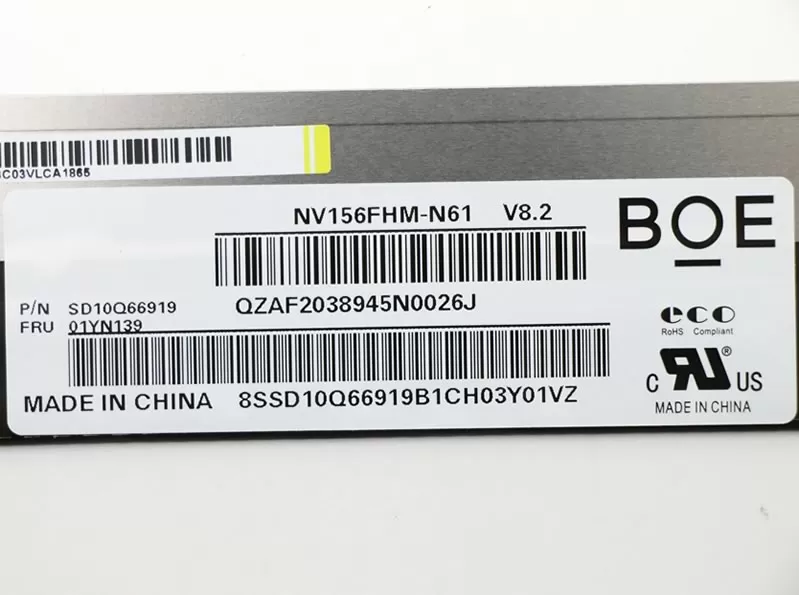 C03VLCA1865
NV156FHM-N61 V8.2
BOE
P/N SD10Q66919 QZAF2038945N0026J
FRU 01YN139
eco
RoHS Compliant
MADE IN CHINA 8SSD10Q66919B1CH03Y01VZ
C RU ® US
MADE IN CHINA